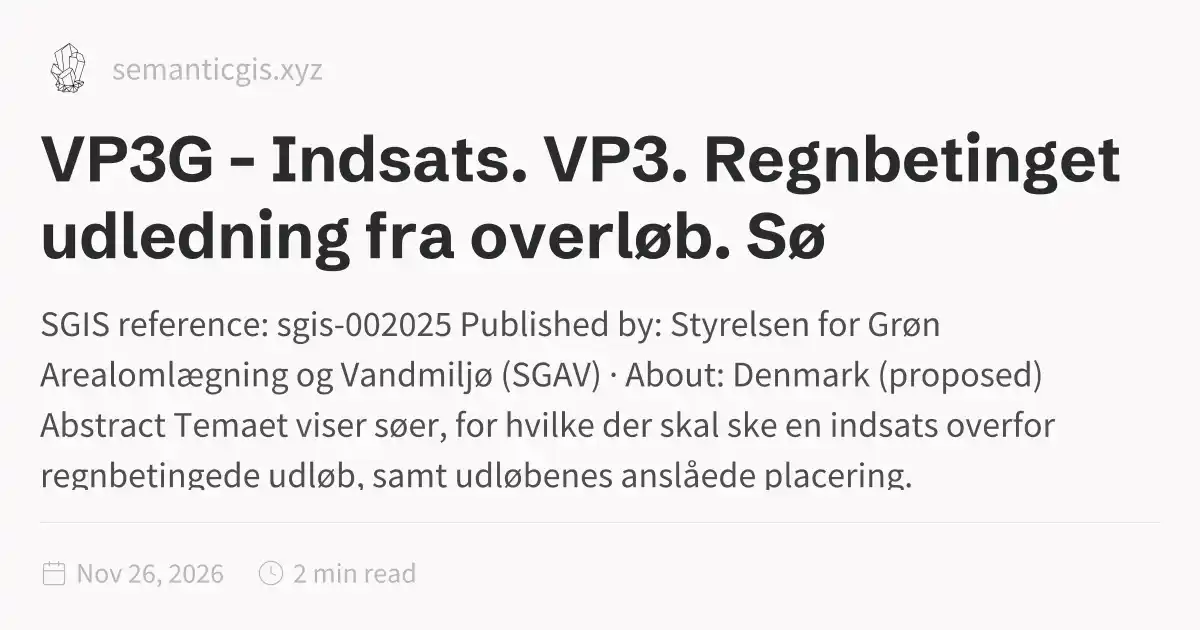 semanticgis.xyz
VP3G - Indsats. VP3. Regnbetinget
udledning fra overløb. Sø
SGIS reference: sgis-002025 Published by: Styrelsen for Grøn
Arealomlægning og Vandmiljø (SGAV) · About: Denmark (proposed)
Abstract Temaet viser søer, for hvilke der skal ske en indsats overfor
regnbetingede udløb, samt udløbenes anslåede placering.
Nov 26, 2026
2 min read